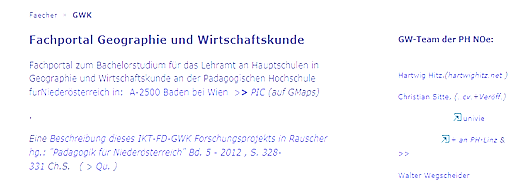 Faecher - GWK
Fachportal Geographie und Wirtschaftskunde
GW-Team der PH NOe:
Fachportal zum Bachelorstudium für das Lehramt an Hauptschulen in
Geographie und Wirtschaftskunde an der Pädagogischen Hochschule
fürNiederösterreich in: A-2500 Baden bei Wien >> PIC (auf GMaps)
.
Eine Beschreibung dieses IKT-FD-GWK Forschungsprojekts in Rauscher
hg.: "Pädagogik für Niederösterreich" Bd. 5 - 2012 , S. 328-
331 Ch.S. ( > Qu. )
Hartwig Hitz.(hartwighitz.net )
Christian Sitte. ( . cv.+Veröff.)
univie
+ an PH-Linz &
>>
Walter Wegscheider